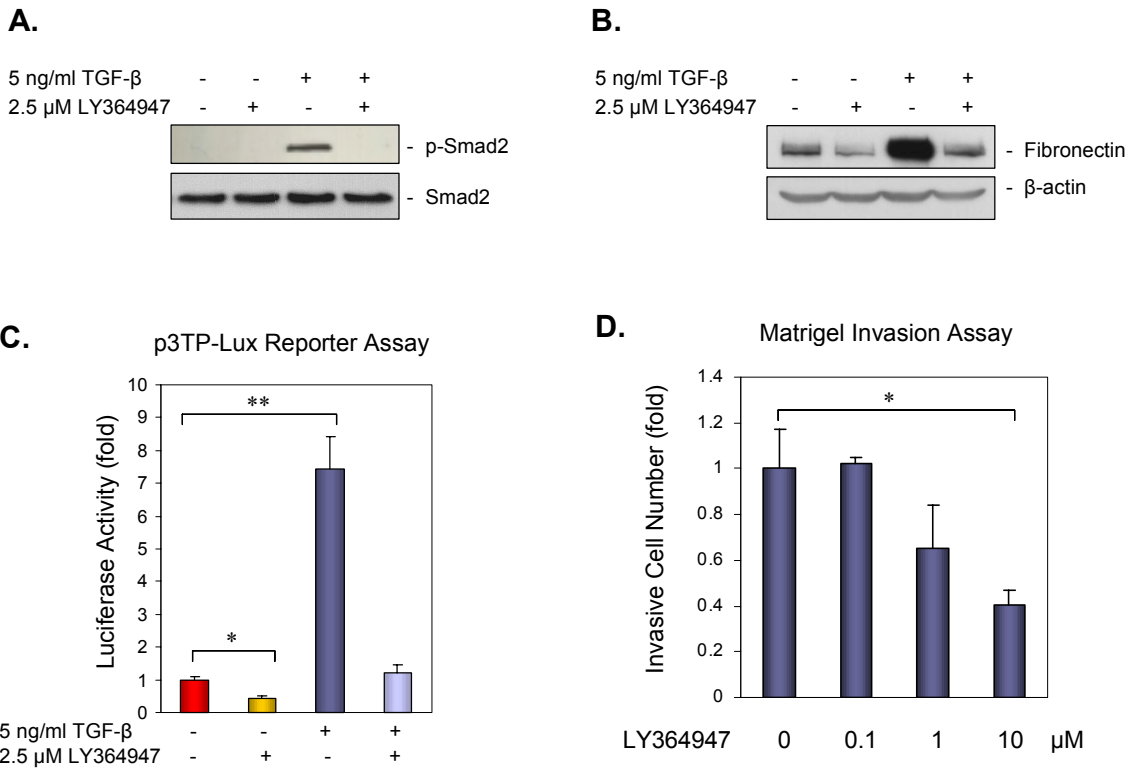 A.
5 ng/ml TGF-β - - + +
2.5 µM LY364947 - + - +
- p-Smad2
- Smad2
B.
5 ng/ml TGF-β - - + +
2.5 µM LY364947 - + - +
- Fibronectin
- β-actin
C.
p3TP-Lux Reporter Assay
Luciferase Activity (fold)
10
9
8
7
6
5
4
3
2
1
0
**
*
5 ng/ml TGF-β - - + +
2.5 µM LY364947 - + - +
D.
Matrigel Invasion Assay
Invasive Cell Number (fold)
1.4
1.2
1
0.8
0.6
0.4
0.2
0
*
LY364947 0 0.1 1 10 µM